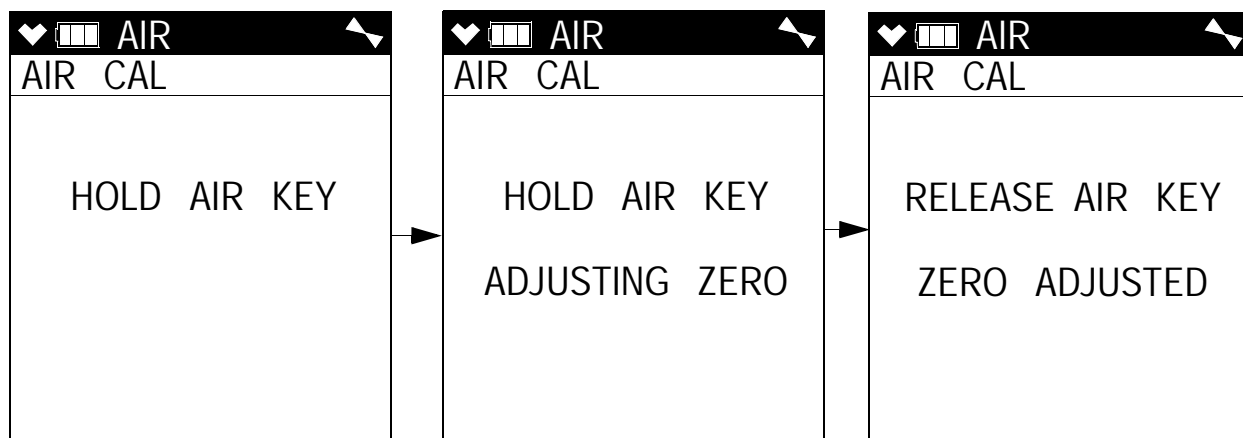 AIR
AIR CAL
HOLD AIR KEY
AIR
AIR CAL
HOLD AIR KEY
ADJUSTING ZERO
AIR
AIR CAL
RELEASE AIR KEY
ZERO ADJUSTED